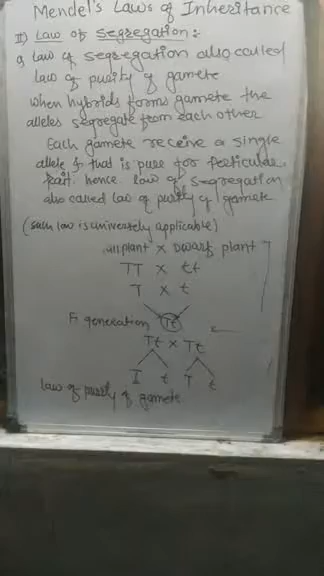 Mendel's Laws of Inheritance
II) Law of Segregation:-
Law of Segregation also called
law of purity of gamete
When hybrids forms gamete the
alleles segregate from each other
Each gamete receive a single
allele & that is pure for perticular
trait. hence law of segregation
also called law of purity of gamete
(such law is universely applicable)
Tall plant × Dwarf plant
TT × tt
T × t
F₁ generation Tt
Tt × Tt
T t T t
law of purity of gamete